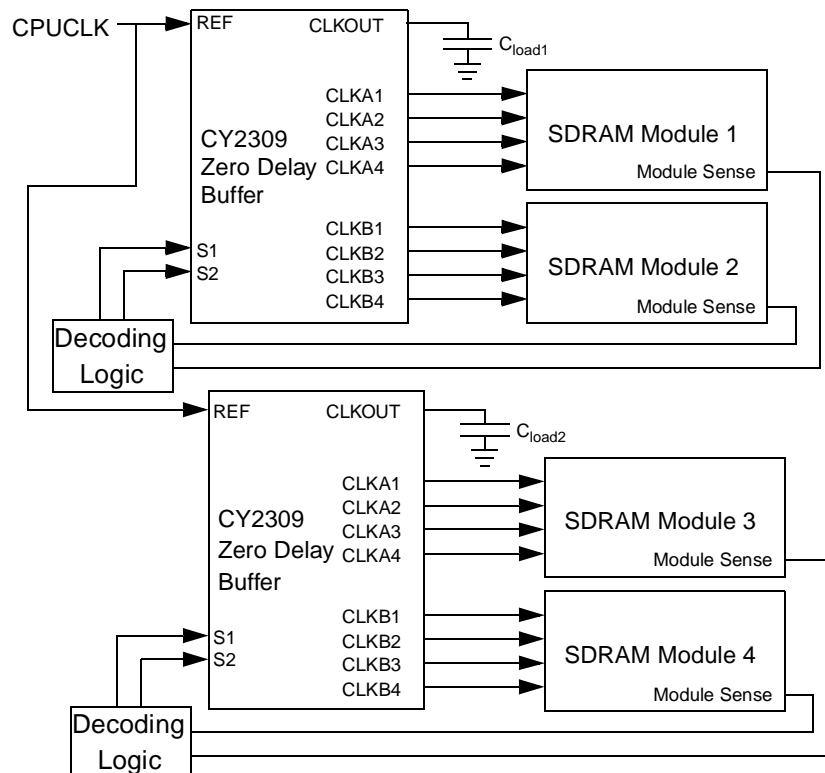 CPUCLK
REF
CLKOUT
Cload1
CLKA1
CLKA2
CLKA3
CLKA4
CY2309
Zero Delay
Buffer
CLKB1
CLKB2
CLKB3
CLKB4
S1
S2
SDRAM Module 1
Module Sense
SDRAM Module 2
Module Sense
Decoding
Logic
REF
CLKOUT
Cload2
CLKA1
CLKA2
CLKA3
CLKA4
CY2309
Zero Delay
Buffer
CLKB1
CLKB2
CLKB3
CLKB4
S1
S2
SDRAM Module 3
Module Sense
SDRAM Module 4
Module Sense
Decoding
Logic